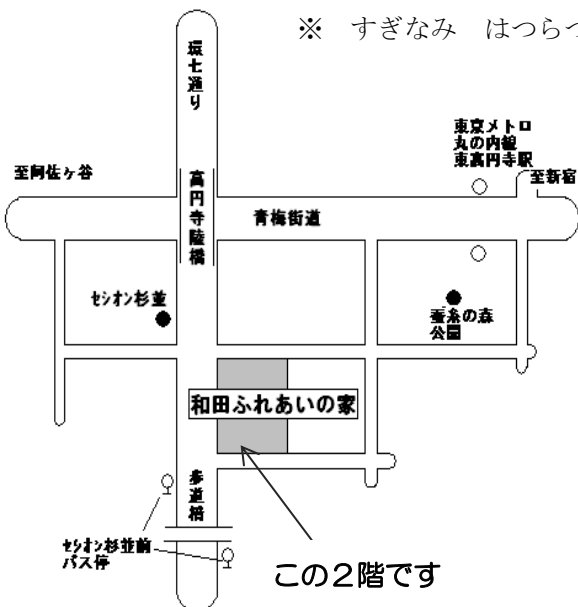 ※　すぎなみ　はつらつ
環七通り
東京メトロ
丸の内線
東高円寺駅
至阿佐ヶ谷
至新宿
高円寺陸橋
青梅街道
セシオン杉並
蚕糸の森
公園
和田ふれあいの家
歩道橋
セシオン杉並前
バス停
この２階です